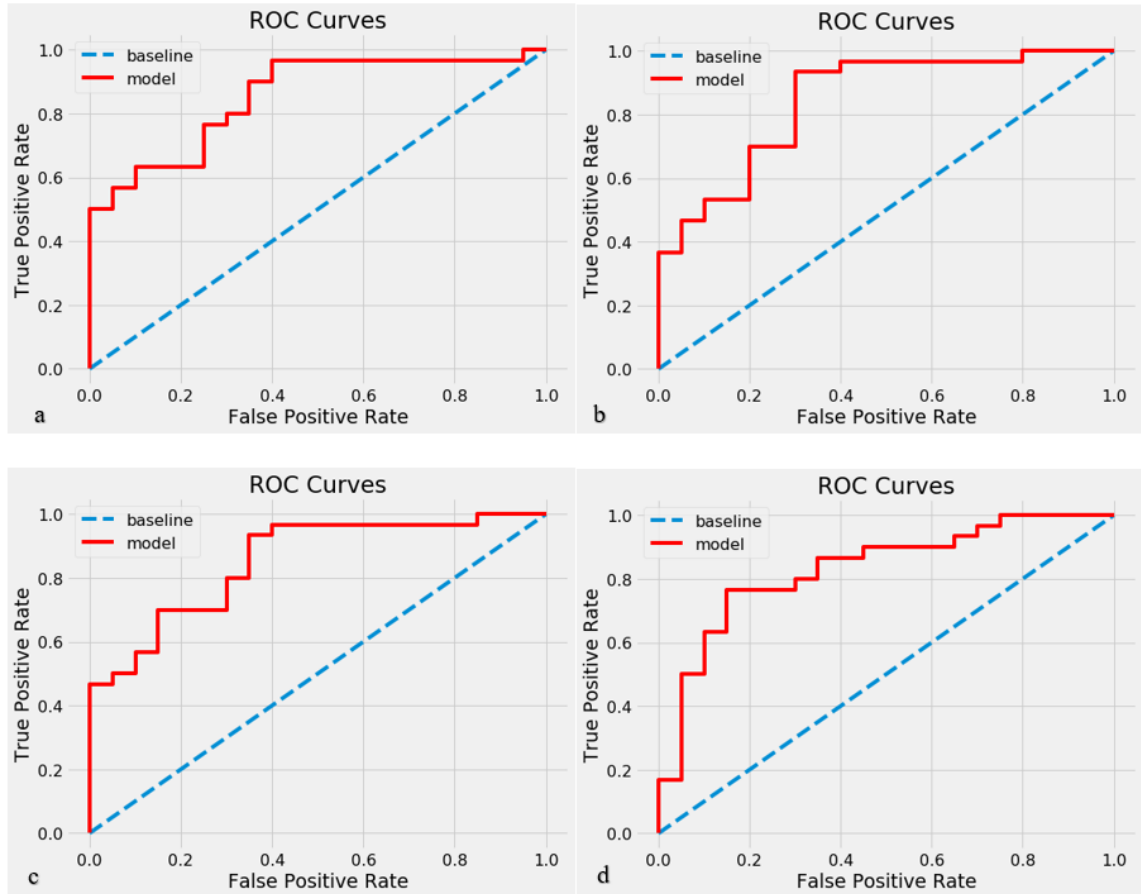 ROC Curves
1.0
0.8
0.6
0.4
0.2
0.0
True Positive Rate
baseline
model
0.0 0.2 0.4 0.6 0.8 1.0
False Positive Rate
a
ROC Curves
1.0
0.8
0.6
0.4
0.2
0.0
True Positive Rate
baseline
model
0.0 0.2 0.4 0.6 0.8 1.0
False Positive Rate
b
ROC Curves
1.0
0.8
0.6
0.4
0.2
0.0
True Positive Rate
baseline
model
0.0 0.2 0.4 0.6 0.8 1.0
False Positive Rate
c
ROC Curves
1.0
0.8
0.6
0.4
0.2
0.0
True Positive Rate
baseline
model
0.0 0.2 0.4 0.6 0.8 1.0
False Positive Rate
d